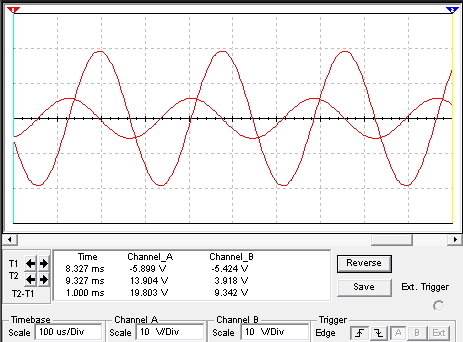 1 2
Time Channel_A Channel_B
T1 8.327 ms -5.899 V -5.424 V
T2 9.327 ms 13.904 V 3.918 V
T2-T1 1.000 ms 19.803 V 9.342 V
Reverse
Save Ext. Trigger
Timebase Channel A Channel B Trigger
Scale 100 us/Div Scale 10 V/Div Scale 10 V/Div Edge A B Ext